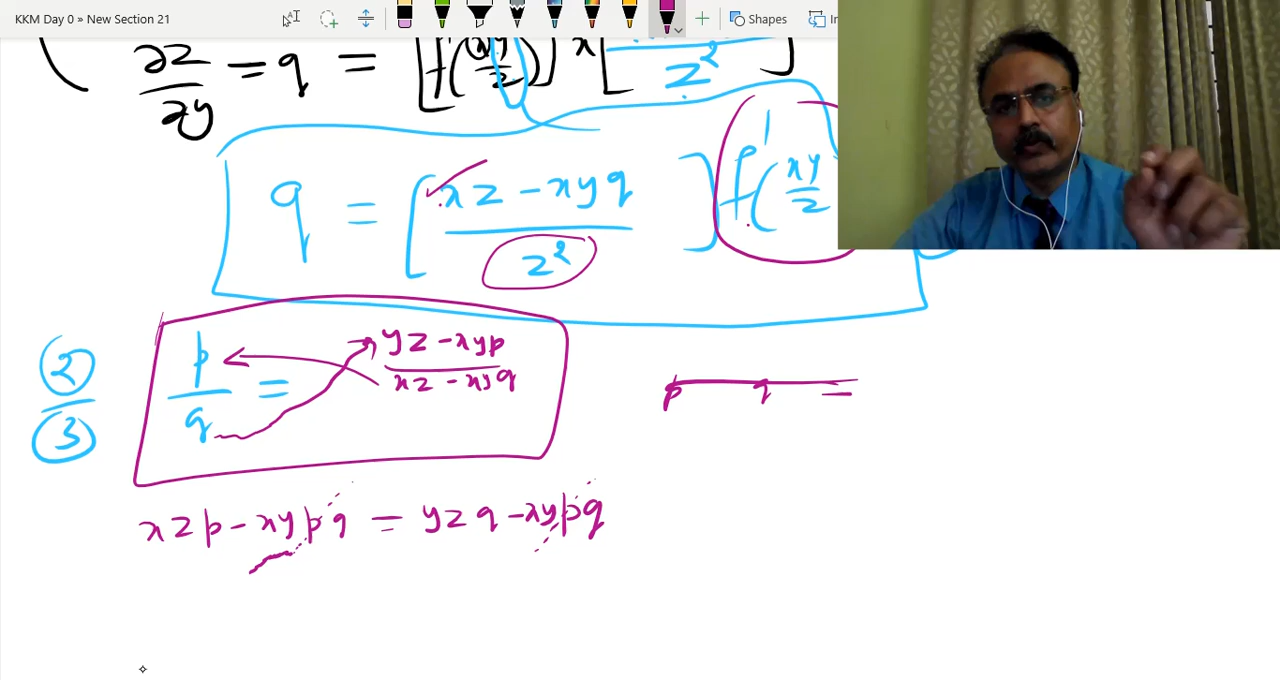 KKM Day 0 » New Section 21
Shapes
∂z/∂y = q = [f'(xy/z)] x [ / z²]
q = [(xz - xyq)/z²] f'(xy/z)
②/③ p/q = (yz - xyp)/(xz - xyq)
p q =
xzp - xypq = yzq - xypq